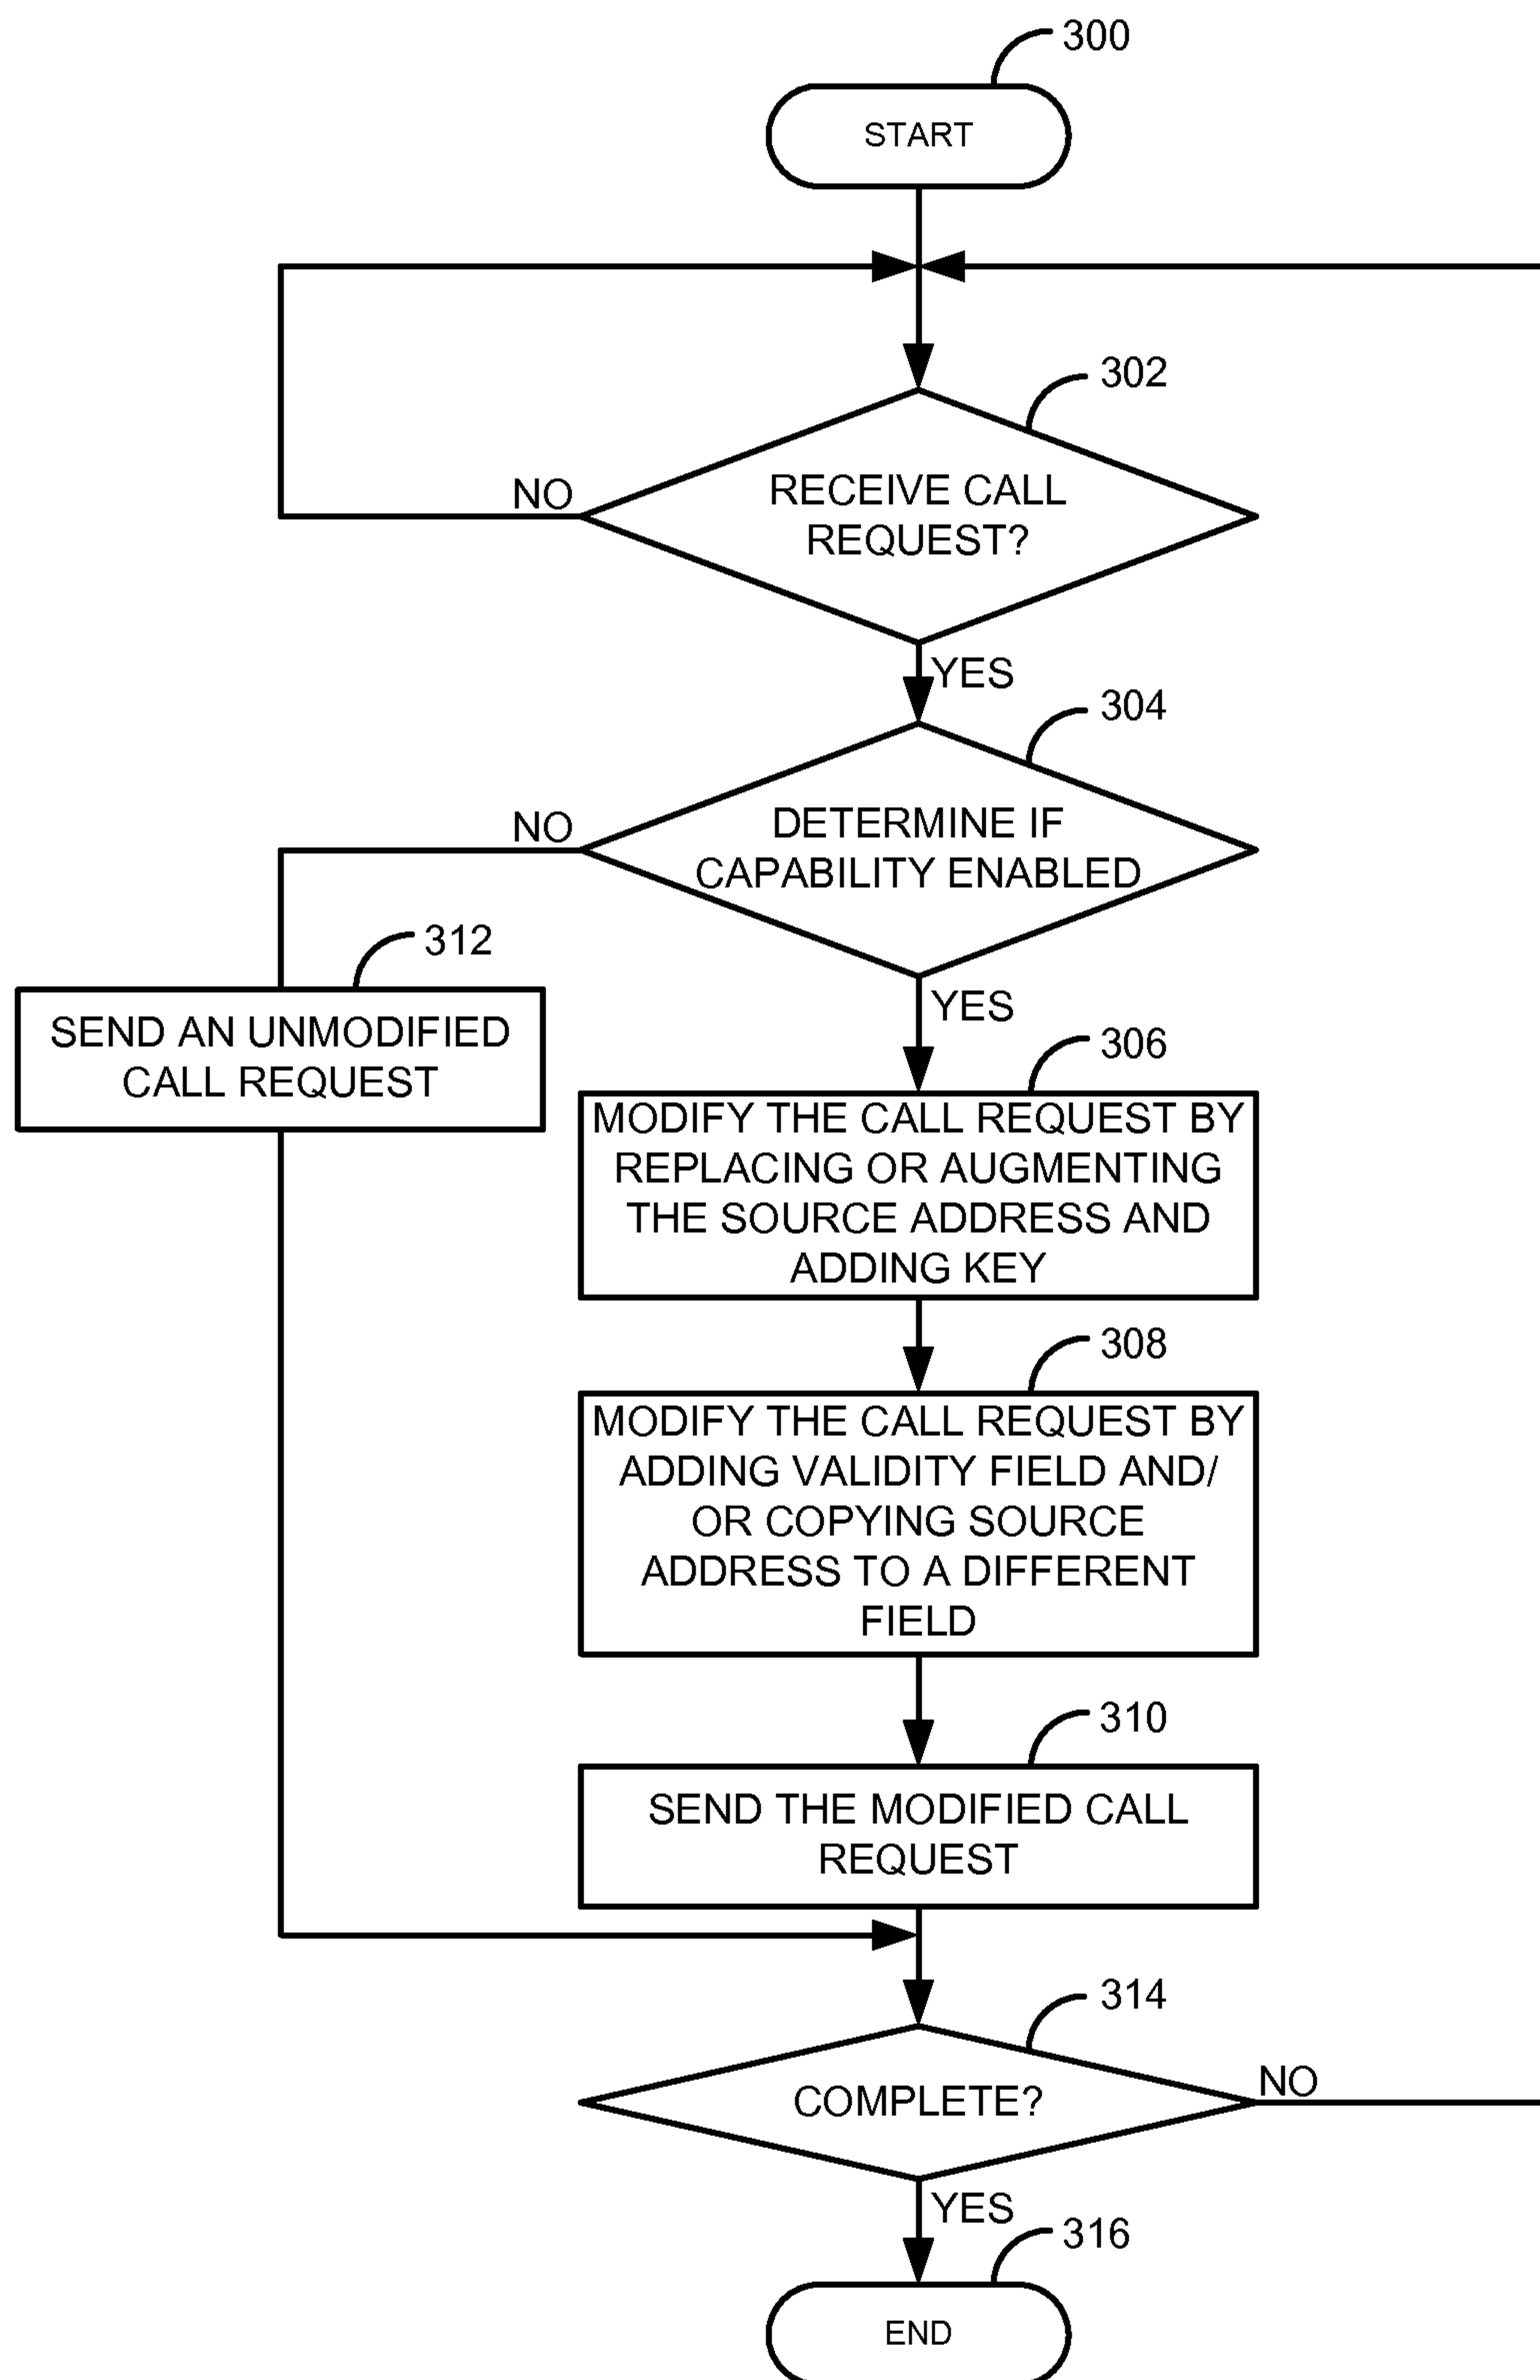 300
START
302
RECEIVE CALL
REQUEST?
NO
YES
304
DETERMINE IF
CAPABILITY ENABLED
NO
YES
312
SEND AN UNMODIFIED
CALL REQUEST
306
MODIFY THE CALL REQUEST BY
REPLACING OR AUGMENTING
THE SOURCE ADDRESS AND
ADDING KEY
308
MODIFY THE CALL REQUEST BY
ADDING VALIDITY FIELD AND/
OR COPYING SOURCE
ADDRESS TO A DIFFERENT
FIELD
310
SEND THE MODIFIED CALL
REQUEST
314
COMPLETE?
NO
YES
316
END